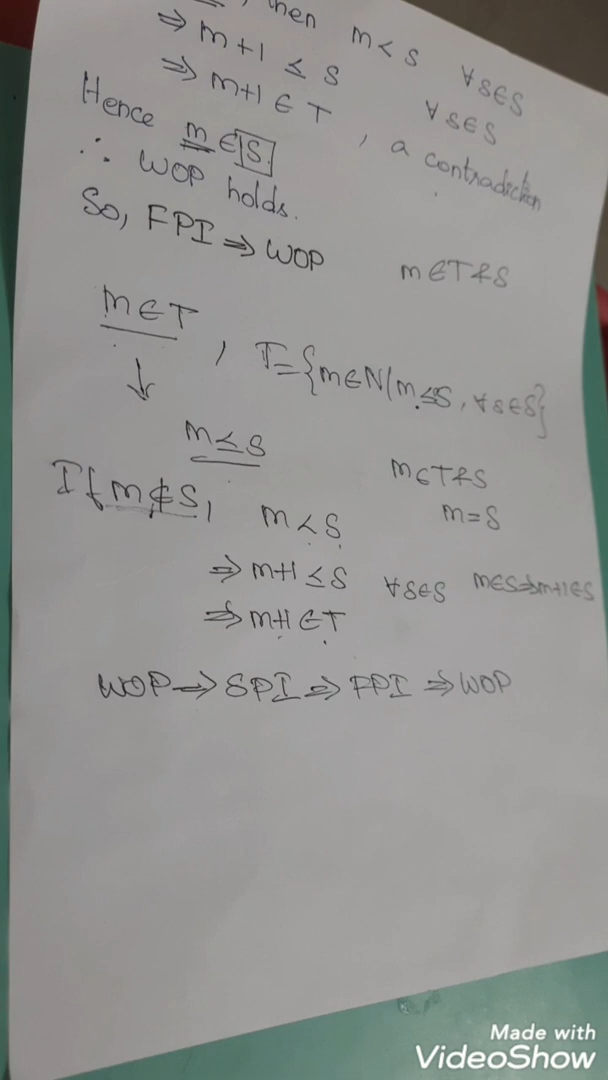 then m < s ∀s∈S
⇒ m+1 ≤ s ∀s∈S
⇒ m+1 ∈ T, a contradiction
Hence m ∈ S.
∴ WOP holds.
So, FPI ⇒ WOP
m∈T & S
m∈T, T={m∈N/m≤S, ∀s∈S}
↓
m≤s
m∈T&S
If m∉S, m<s
m=s
⇒ m+1≤s ∀s∈S
m∈S⇒m+1∈S
⇒ m+1∈T
WOP ⇒ SPI ⇒ FPI ⇒ WOP
Made with
VideoShow